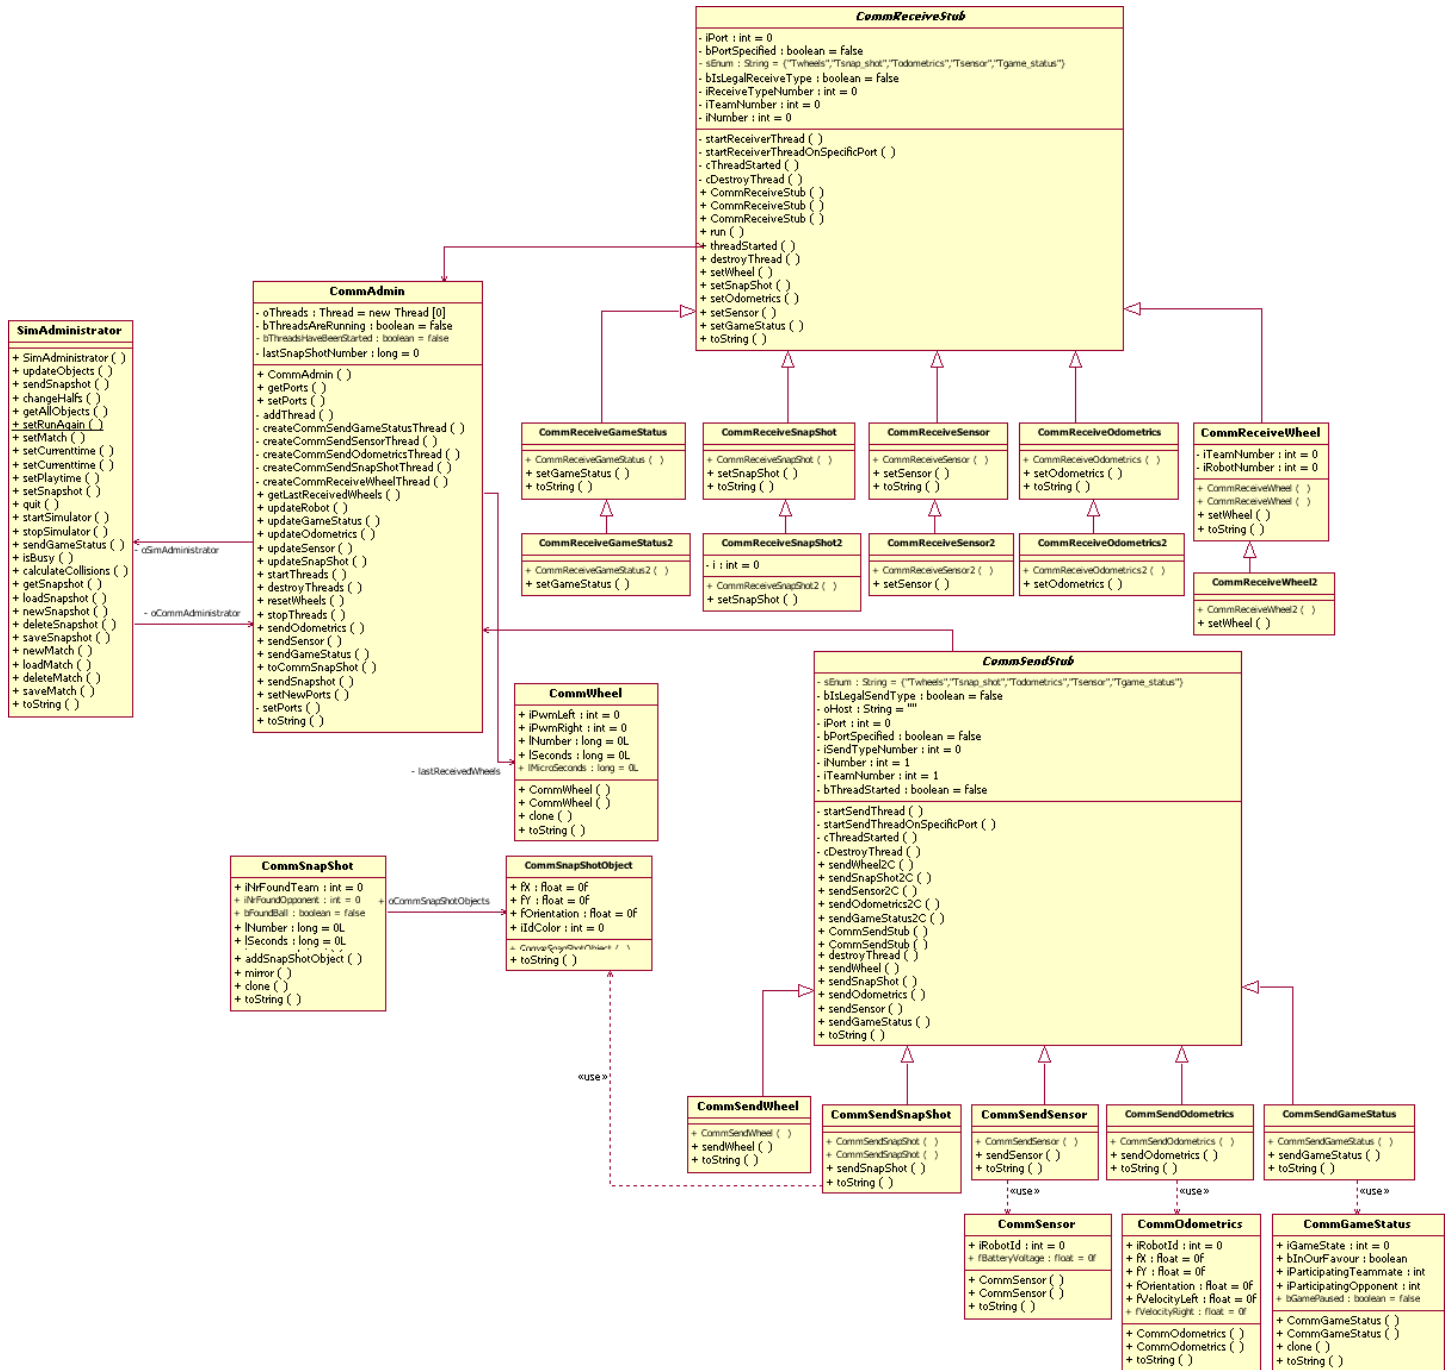 CommReceiveStub
- iPort : int = 0
- bPortSpecified : boolean = false
- sEnum : String = {"Twheels","Tsnap_shot","Todometrics","Tsensor","Tgame_status"}
- bIsLegalReceiveType : boolean = false
- iReceiveTypeNumber : int = 0
- iTeamNumber : int = 0
- iNumber : int = 0
- startReceiverThread ( )
- startReceiverThreadOnSpecificPort ( )
- cThreadStarted ( )
- cDestroyThread ( )
+ CommReceiveStub ( )
+ CommReceiveStub ( )
+ CommReceiveStub ( )
+ run ( )
+ threadStarted ( )
+ destroyThread ( )
+ setWheel ( )
+ setSnapShot ( )
+ setOdometrics ( )
+ setSensor ( )
+ setGameStatus ( )
+ toString ( )
SimAdministrator
+ SimAdministrator ( )
+ updateObjects ( )
+ sendSnapshot ( )
+ changeHalfs ( )
+ getAllObjects ( )
+ setRunAgain ( )
+ setMatch ( )
+ setCurrenttime ( )
+ setCurrenttime ( )
+ setPlaytime ( )
+ setSnapshot ( )
+ quit ( )
+ startSimulator ( )
+ stopSimulator ( )
+ sendGameStatus ( )
+ isBusy ( )
+ calculateCollisions ( )
+ getSnapshot ( )
+ loadSnapshot ( )
+ newSnapshot ( )
+ deleteSnapshot ( )
+ saveSnapshot ( )
+ newMatch ( )
+ loadMatch ( )
+ deleteMatch ( )
+ saveMatch ( )
+ toString ( )
- oSimAdministrator
- oCommAdministrator
CommAdmin
- oThreads : Thread = new Thread [0]
- bThreadsAreRunning : boolean = false
- bThreadsHaveBeenStarted : boolean = false
- lastSnapShotNumber : long = 0
+ CommAdmin ( )
+ getPorts ( )
+ setPorts ( )
- addThread ( )
- createCommSendGameStatusThread ( )
- createCommSendSensorThread ( )
- createCommSendOdometricsThread ( )
- createCommSendSnapShotThread ( )
- createCommReceiveWheelThread ( )
+ getLastReceivedWheels ( )
+ updateRobot ( )
+ updateGameStatus ( )
+ updateOdometrics ( )
+ updateSensor ( )
+ updateSnapShot ( )
+ startThreads ( )
+ destroyThreads ( )
+ resetWheels ( )
+ stopThreads ( )
+ sendOdometrics ( )
+ sendSensor ( )
+ sendGameStatus ( )
+ toCommSnapShot ( )
+ sendSnapshot ( )
+ setNewPorts ( )
- setPorts ( )
+ toString ( )
CommReceiveGameStatus
+ CommReceiveGameStatus ( )
+ setGameStatus ( )
+ toString ( )
CommReceiveSnapShot
+ CommReceiveSnapShot ( )
+ setSnapShot ( )
+ toString ( )
CommReceiveSensor
+ CommReceiveSensor ( )
+ setSensor ( )
+ toString ( )
CommReceiveOdometrics
+ CommReceiveOdometrics ( )
+ setOdometrics ( )
+ toString ( )
CommReceiveWheel
- iTeamNumber : int = 0
- iRobotNumber : int = 0
+ CommReceiveWheel ( )
+ CommReceiveWheel ( )
+ setWheel ( )
+ toString ( )
CommReceiveGameStatus2
+ CommReceiveGameStatus2 ( )
+ setGameStatus ( )
CommReceiveSnapShot2
- i : int = 0
+ CommReceiveSnapShot2 ( )
+ setSnapShot ( )
CommReceiveSensor2
+ CommReceiveSensor2 ( )
+ setSensor ( )
CommReceiveOdometrics2
+ CommReceiveOdometrics2 ( )
+ setOdometrics ( )
CommReceiveWheel2
+ CommReceiveWheel2 ( )
+ setWheel ( )
CommWheel
+ iPwmLeft : int = 0
+ iPwmRight : int = 0
+ lNumber : long = 0L
+ lSeconds : long = 0L
+ lMicroSeconds : long = 0L
+ CommWheel ( )
+ CommWheel ( )
+ clone ( )
+ toString ( )
- lastReceivedWheels
CommSendStub
- sEnum : String = {"Twheels","Tsnap_shot","Todometrics","Tsensor","Tgame_status"}
- bIsLegalSendType : boolean = false
- oHost : String = ""
- iPort : int = 0
- bPortSpecified : boolean = false
- iSendTypeNumber : int = 0
- iNumber : int = 1
- iTeamNumber : int = 1
- bThreadStarted : boolean = false
- startSendThread ( )
- startSendThreadOnSpecificPort ( )
- cThreadStarted ( )
- cDestroyThread ( )
+ sendWheel2C ( )
+ sendSnapShot2C ( )
+ sendSensor2C ( )
+ sendOdometrics2C ( )
+ sendGameStatus2C ( )
+ CommSendStub ( )
+ CommSendStub ( )
+ destroyThread ( )
+ sendWheel ( )
+ sendSnapShot ( )
+ sendOdometrics ( )
+ sendSensor ( )
+ sendGameStatus ( )
+ toString ( )
CommSnapShot
+ iNrFoundTeam : int = 0
+ iNrFoundOpponent : int = 0
+ bFoundBall : boolean = false
+ lNumber : long = 0L
+ lSeconds : long = 0L
+ addSnapShotObject ( )
+ mirror ( )
+ clone ( )
+ toString ( )
+ oCommSnapShotObjects
CommSnapShotObject
+ fX : float = 0f
+ fY : float = 0f
+ fOrientation : float = 0f
+ iIdColor : int = 0
+ CommSnapShotObject ( )
+ toString ( )
«use»
CommSendWheel
+ CommSendWheel ( )
+ sendWheel ( )
+ toString ( )
CommSendSnapShot
+ CommSendSnapShot ( )
+ CommSendSnapShot ( )
+ sendSnapShot ( )
+ toString ( )
CommSendSensor
+ CommSendSensor ( )
+ sendSensor ( )
+ toString ( )
CommSendOdometrics
+ CommSendOdometrics ( )
+ sendOdometrics ( )
+ toString ( )
CommSendGameStatus
+ CommSendGameStatus ( )
+ sendGameStatus ( )
+ toString ( )
«use»
«use»
«use»
CommSensor
+ iRobotId : int = 0
+ fBatteryVoltage : float = 0f
+ CommSensor ( )
+ CommSensor ( )
+ toString ( )
CommOdometrics
+ iRobotId : int = 0
+ fX : float = 0f
+ fY : float = 0f
+ fOrientation : float = 0f
+ fVelocityLeft : float = 0f
+ fVelocityRight : float = 0f
+ CommOdometrics ( )
+ CommOdometrics ( )
+ toString ( )
CommGameStatus
+ iGameState : int = 0
+ bInOurFavour : boolean
+ iParticipatingTeammate : int
+ iParticipatingOpponent : int
+ bGamePaused : boolean = false
+ CommGameStatus ( )
+ CommGameStatus ( )
+ clone ( )
+ toString ( )